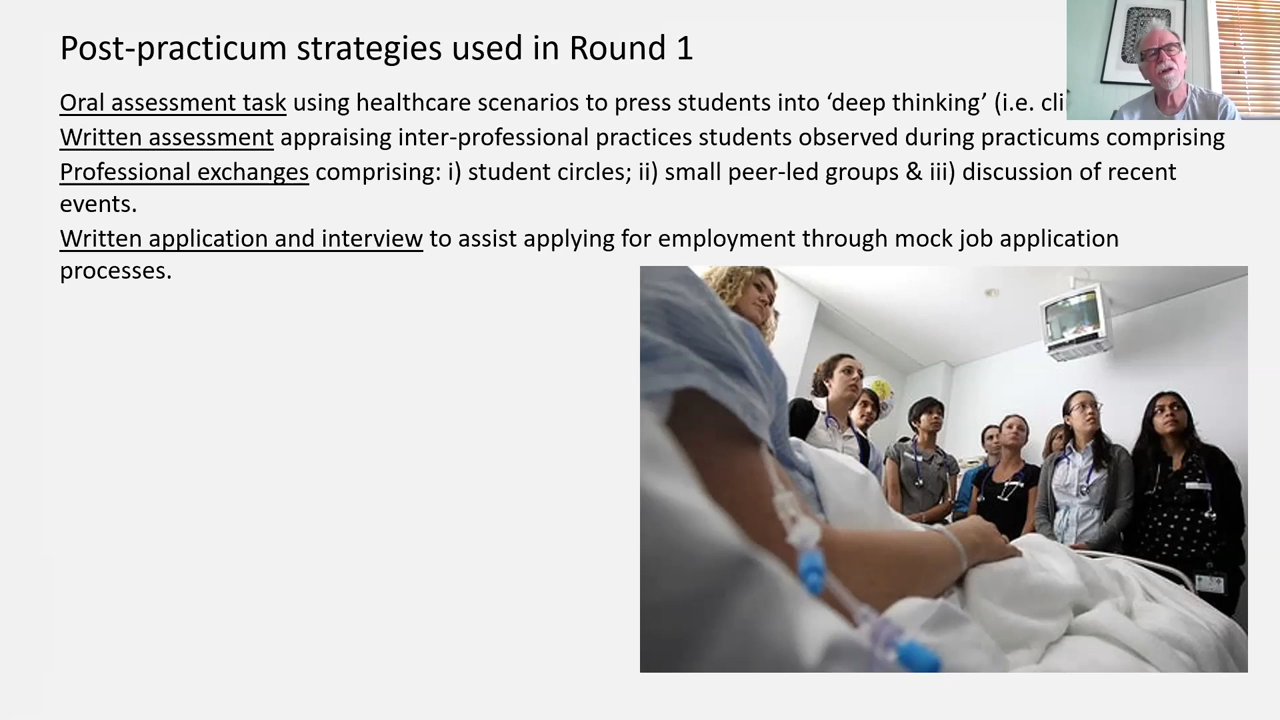 Post-practicum strategies used in Round 1
Oral assessment task using healthcare scenarios to press students into ‘deep thinking’ (i.e.
Written assessment appraising inter-professional practices students observed during practicums comprising
Professional exchanges comprising: i) student circles; ii) small peer-led groups & iii) discussion of recent
events.
Written application and interview to assist applying for employment through mock job application
processes.